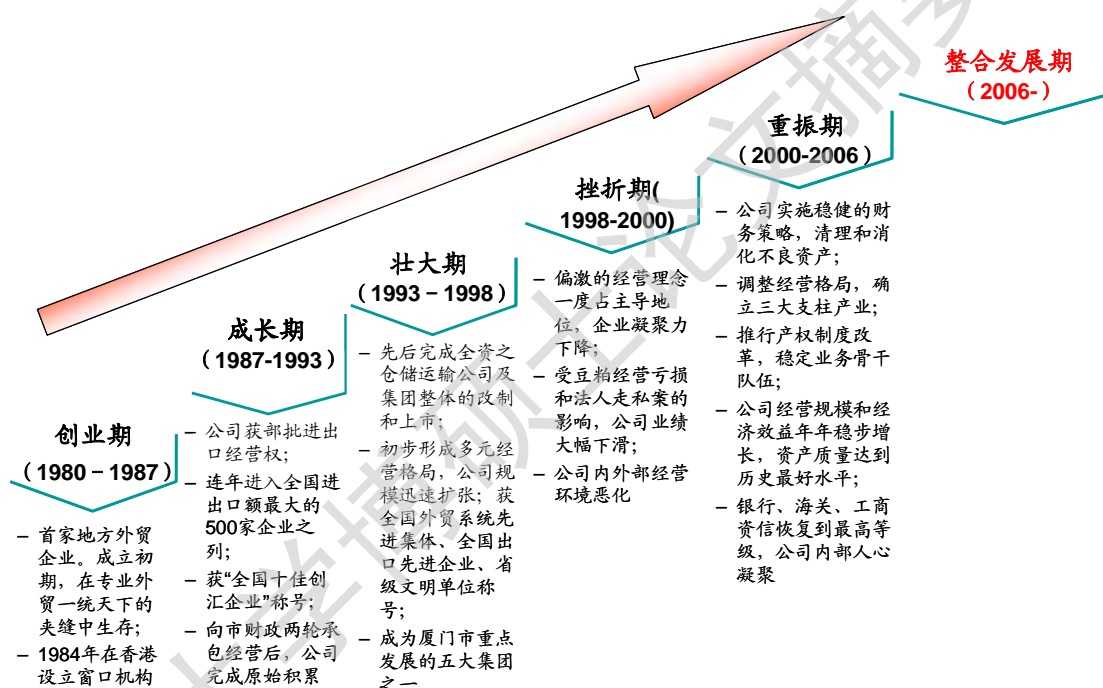 整合发展期
（2006-）
重振期
（2000-2006）
– 公司实施稳健的财
务策略，清理和消
化不良资产；
– 调整经营格局，确
立三大支柱产业；
– 推行产权制度改
革，稳定业务骨干
队伍；
– 公司经营规模和经
济效益年年稳步增
长，资产质量达到
历史最好水平；
– 银行、海关、工商
资信恢复到最高等
级，公司内部人心
凝聚
挫折期(
1998-2000)
– 偏激的经营理念
一度占主导地
位，企业凝聚力
下降；
– 受豆粕经营亏损
和法人走私案的
影响，公司业绩
大幅下滑；
– 公司内外部经营
环境恶化
壮大期
（1993－1998）
– 先后完成全资之
仓储运输公司及
集团整体的改制
和上市；
– 初步形成多元经
营格局，公司规
模迅速扩张；获
全国外贸系统先
进集体、全国出
口先进企业、省
级文明单位称
号；
– 成为厦门市重点
发展的五大集团
之一
成长期
（1987-1993）
– 公司获部批进出
口经营权；
– 连年进入全国进
出口额最大的
500家企业之
列；
– 获“全国十佳创
汇企业”称号；
– 向市财政两轮承
包经营后，公司
完成原始积累
创业期
（1980－1987）
– 首家地方外贸
企业。成立初
期，在专业外
贸一统天下的
夹缝中生存；
– 1984年在香港
设立窗口机构
学博硕士论文摘要